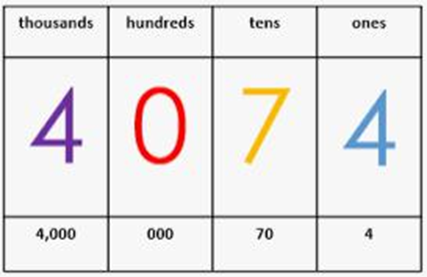 thousands hundreds tens ones
4 0 7 4
4,000 000 70 4